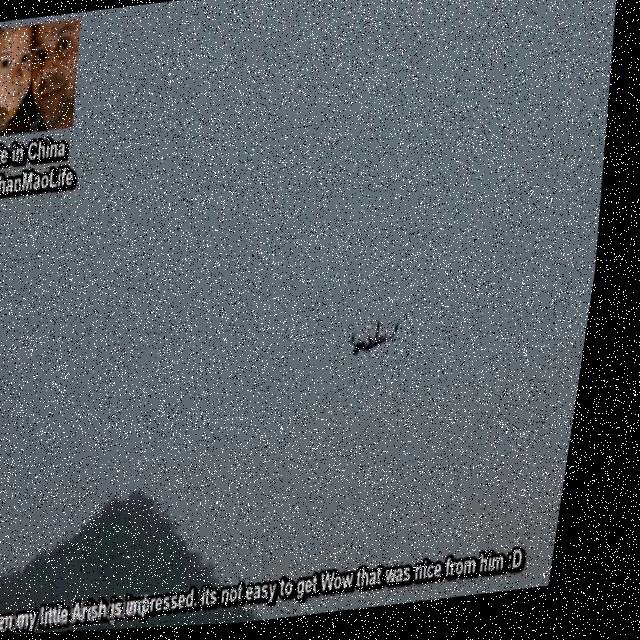 e in China
hanMaoLife
en my little Arish is impressed. its not easy to get Wow that was nice from him :D